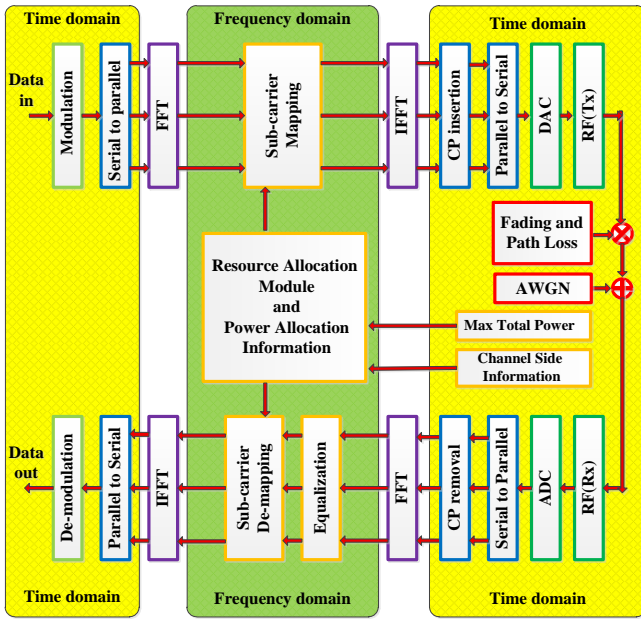 Time domain
Frequency domain
Time domain
Data
in
Modulation
Serial to parallel
FFT
Sub-carrier
Mapping
IFFT
CP insertion
Parallel to Serial
DAC
RF(Tx)
Fading and
Path Loss
AWGN
Resource Allocation
Module
and
Power Allocation
Information
Max Total Power
Channel Side
Information
Data
out
De-modulation
Parallel to Serial
IFFT
Sub-carrier
De-mapping
Equalization
FFT
CP removal
Serial to Parallel
ADC
RF(Rx)
Time domain
Frequency domain
Time domain